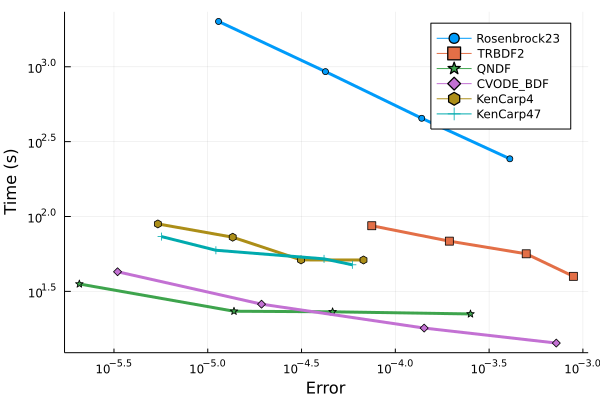 Time (s)
10^3.0
10^2.5
10^2.0
10^1.5
Rosenbrock23
TRBDF2
QNDF
CVODE_BDF
KenCarp4
KenCarp47
10^-5.5 10^-5.0 10^-4.5 10^-4.0 10^-3.5 10^-3.0
Error